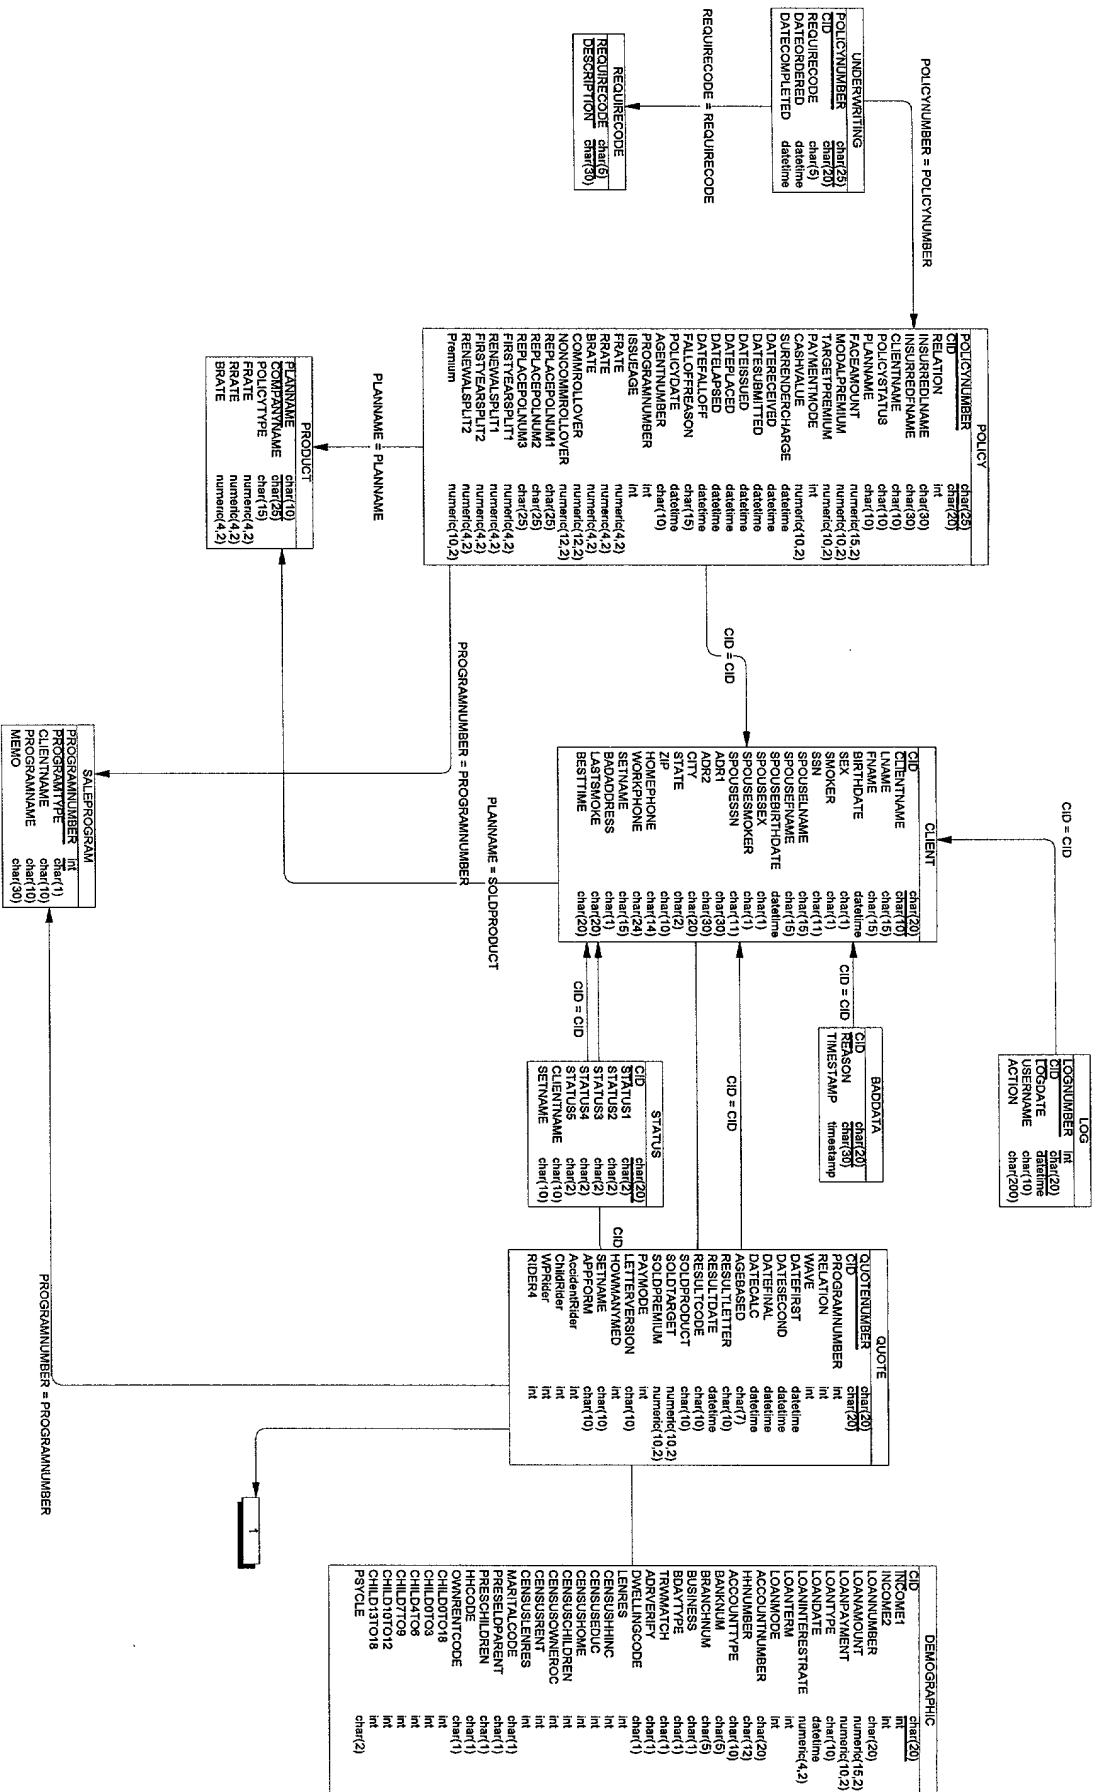 UNDERWRITING
POLICYNUMBER char(25)
CID char(20)
REQUIRECODE char(5)
DATEORDERED datetime
DATECOMPLETED datetime
POLICYNUMBER = POLICYNUMBER
REQUIRECODE = REQUIRECODE
REQUIRECODE
REQUIRECODE char(5)
DESCRIPTION char(30)
POLICY
POLICYNUMBER char(25)
CID char(20)
RELATION int
INSURREDLNAME char(30)
INSURREDFNAME char(30)
CLIENTNAME char(10)
POLICYSTATUS char(10)
PLANNAME char(10)
FACEAMOUNT numeric(15,2)
MODALPREMIUM numeric(10,2)
TARGETPREMIUM numeric(10,2)
PAYMENTMODE int
CASHVALUE numeric(10,2)
SURRENDERCHARGE datetime
DATERECEIVED datetime
DATESUBMITTED datetime
DATEISSUED datetime
DATEPLACED datetime
DATELAPSED datetime
DATEFALLOFF datetime
FALLOFFREASON char(15)
POLICYDATE datetime
AGENTNUMBER char(10)
PROGRAMNUMBER int
ISSUEAGE int
FRATE numeric(4,2)
RRATE numeric(4,2)
BRATE numeric(4,2)
COMMROLLOVER numeric(12,2)
NONCOMMROLLOVER numeric(12,2)
REPLACEPOLNUM1 char(25)
REPLACEPOLNUM2 char(25)
REPLACEPOLNUM3 char(25)
FIRSTYEARSPLIT1 numeric(4,2)
RENEWALSPLIT1 numeric(4,2)
FIRSTYEARSPLIT2 numeric(4,2)
RENEWALSPLIT2 numeric(4,2)
Premium numeric(10,2)
PLANNAME = PLANNAME
PRODUCT
PLANNAME char(10)
COMPANYNAME char(25)
POLICYTYPE char(15)
FRATE numeric(4,2)
RRATE numeric(4,2)
BRATE numeric(4,2)
CID = CID
PROGRAMNUMBER = PROGRAMNUMBER
PLANNAME = SOLDPRODUCT
SALEPROGRAM
PROGRAMNUMBER int
PROGRAMTYPE char(1)
CLIENTNAME char(10)
PROGRAMNAME char(10)
MEMO char(30)
CLIENT
CID char(20)
CLIENTNAME char(10)
LNAME char(15)
FNAME char(15)
BIRTHDATE datetime
SEX char(1)
SMOKER char(1)
SSN char(11)
SPOUSELNAME char(15)
SPOUSEFNAME char(15)
SPOUSEBIRTHDATE datetime
SPOUSESEX char(1)
SPOUSESMOKER char(1)
SPOUSESSN char(11)
ADR1 char(30)
ADR2 char(30)
CITY char(20)
STATE char(2)
ZIP char(10)
HOMEPHONE char(14)
WORKPHONE char(24)
SETNAME char(15)
BADADDRESS char(1)
LASTSMOKE char(20)
BESTTIME char(20)
CID = CID
LOG
LOGNUMBER int
CID char(20)
LOGDATE datetime
USERNAME char(10)
ACTION char(200)
CID = CID
BADDATA
CID char(20)
REASON char(30)
TIMESTAMP timestamp
CID = CID
CID = CID
STATUS
CID char(20)
STATUS1 char(2)
STATUS2 char(2)
STATUS3 char(2)
STATUS4 char(2)
STATUS5 char(2)
CLIENTNAME char(10)
SETNAME char(10)
CID
QUOTE
QUOTENUMBER char(20)
CID char(20)
PROGRAMNUMBER int
RELATION int
WAVE int
DATEFIRST datetime
DATESECOND datetime
DATEFINAL datetime
DATECALC datetime
AGEBASED char(7)
RESULTLETTER char(10)
RESULTDATE datetime
RESULTCODE char(10)
SOLDPRODUCT char(10)
SOLDTARGET numeric(10,2)
SOLDPREMIUM numeric(10,2)
PAYMODE int
LETTERVERSION char(10)
HOWMANYMED int
SETNAME char(10)
APPFORM char(10)
AccidentRider int
ChildRider int
WPRider int
RIDER4 int
PROGRAMNUMBER = PROGRAMNUMBER
1
DEMOGRAPHIC
CID char(20)
INCOME1 int
INCOME2 int
LOANNUMBER char(20)
LOANAMOUNT numeric(15,2)
LOANPAYMENT numeric(10,2)
LOANTYPE char(10)
LOANDATE datetime
LOANINTERESTRATE numeric(4,2)
LOANTERM int
LOANMODE int
ACCOUNTNUMBER char(20)
HHNUMBER char(12)
ACCOUNTTYPE char(10)
BANKNUM char(5)
BRANCHNUM char(5)
BUSINESS char(1)
BDAYTYPE char(1)
TRWMATCH char(1)
ADRVERIFY char(1)
DWELLINGCODE char(1)
LENRES int
CENSUSHHINC int
CENSUSEDUC int
CENSUSHOME int
CENSUSCHILDREN int
CENSUSOWNEROC int
CENSUSRENT int
CENSUSLENRES int
MARITALCODE char(1)
PRESELDPARENT char(1)
PRESCHILDREN char(1)
HHCODE char(1)
OWNRENTCODE char(1)
CHILD0TO18 int
CHILD0TO3 int
CHILD4TO6 int
CHILD7TO9 int
CHILD10TO12 int
CHILD13TO18 int
PSYCLE char(2)